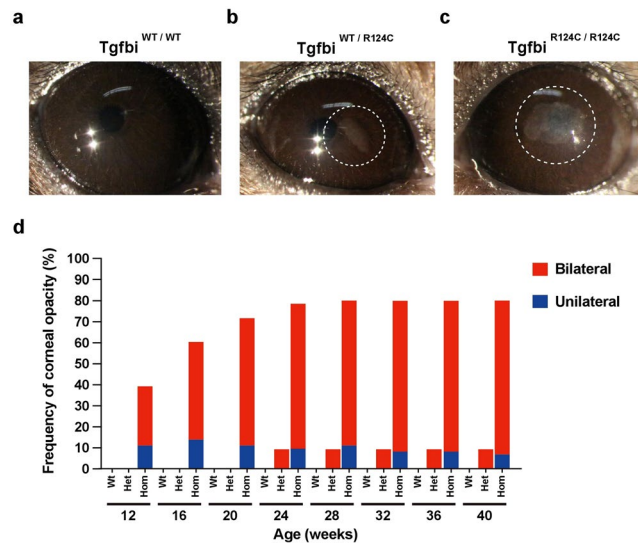 a
Tgfbi WT / WT
b
Tgfbi WT / R124C
c
Tgfbi R124C / R124C
d
Frequency of corneal opacity (%)
100
90
80
70
60
50
40
30
20
10
0
Bilateral
Unilateral
Wt Het Hom Wt Het Hom Wt Het Hom Wt Het Hom Wt Het Hom Wt Het Hom Wt Het Hom Wt Het Hom
12 16 20 24 28 32 36 40
Age (weeks)